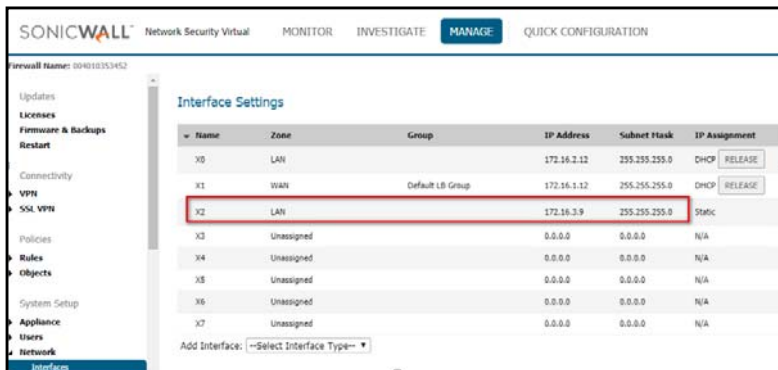 SONICWALL Network Security Virtual MONITOR INVESTIGATE MANAGE QUICK CONFIGURATION
Firewall Name: 004010353452
Updates
Licenses
Firmware & Backups
Restart
Connectivity
VPN
SSL VPN
Policies
Rules
Objects
System Setup
Appliance
Users
Network
Interfaces
Interface Settings
Name Zone Group IP Address Subnet Mask IP Assignment
X0 LAN 172.16.2.12 255.255.255.0 DHCP RELEASE
X1 WAN Default LB Group 172.16.1.12 255.255.255.0 DHCP RELEASE
X2 LAN 172.16.3.9 255.255.255.0 Static
X3 Unassigned 0.0.0.0 0.0.0.0 N/A
X4 Unassigned 0.0.0.0 0.0.0.0 N/A
X5 Unassigned 0.0.0.0 0.0.0.0 N/A
X6 Unassigned 0.0.0.0 0.0.0.0 N/A
X7 Unassigned 0.0.0.0 0.0.0.0 N/A
Add Interface: --Select Interface Type--